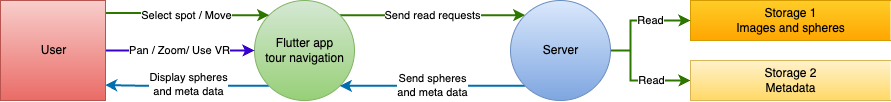 User
Select spot / Move
Pan / Zoom/ Use VR
Display spheres
and meta data
Flutter app
tour navigation
Send read requests
Send spheres
and meta data
Server
Read
Read
Storage 1
Images and spheres
Storage 2
Metadata